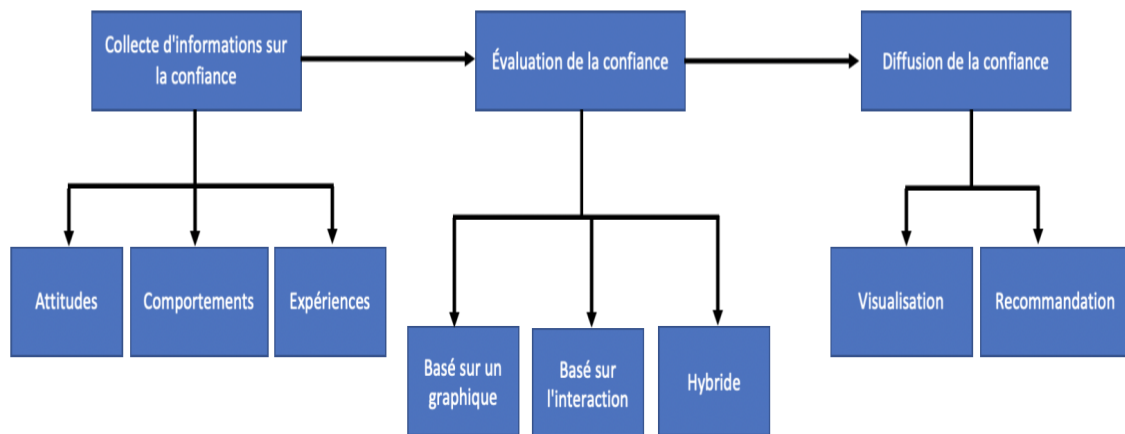 Collecte d'informations sur
la confiance
Évaluation de la confiance
Diffusion de la confiance
Attitudes
Comportements
Expériences
Visualisation
Recommandation
Basé sur un
graphique
Basé sur
l'interaction
Hybride